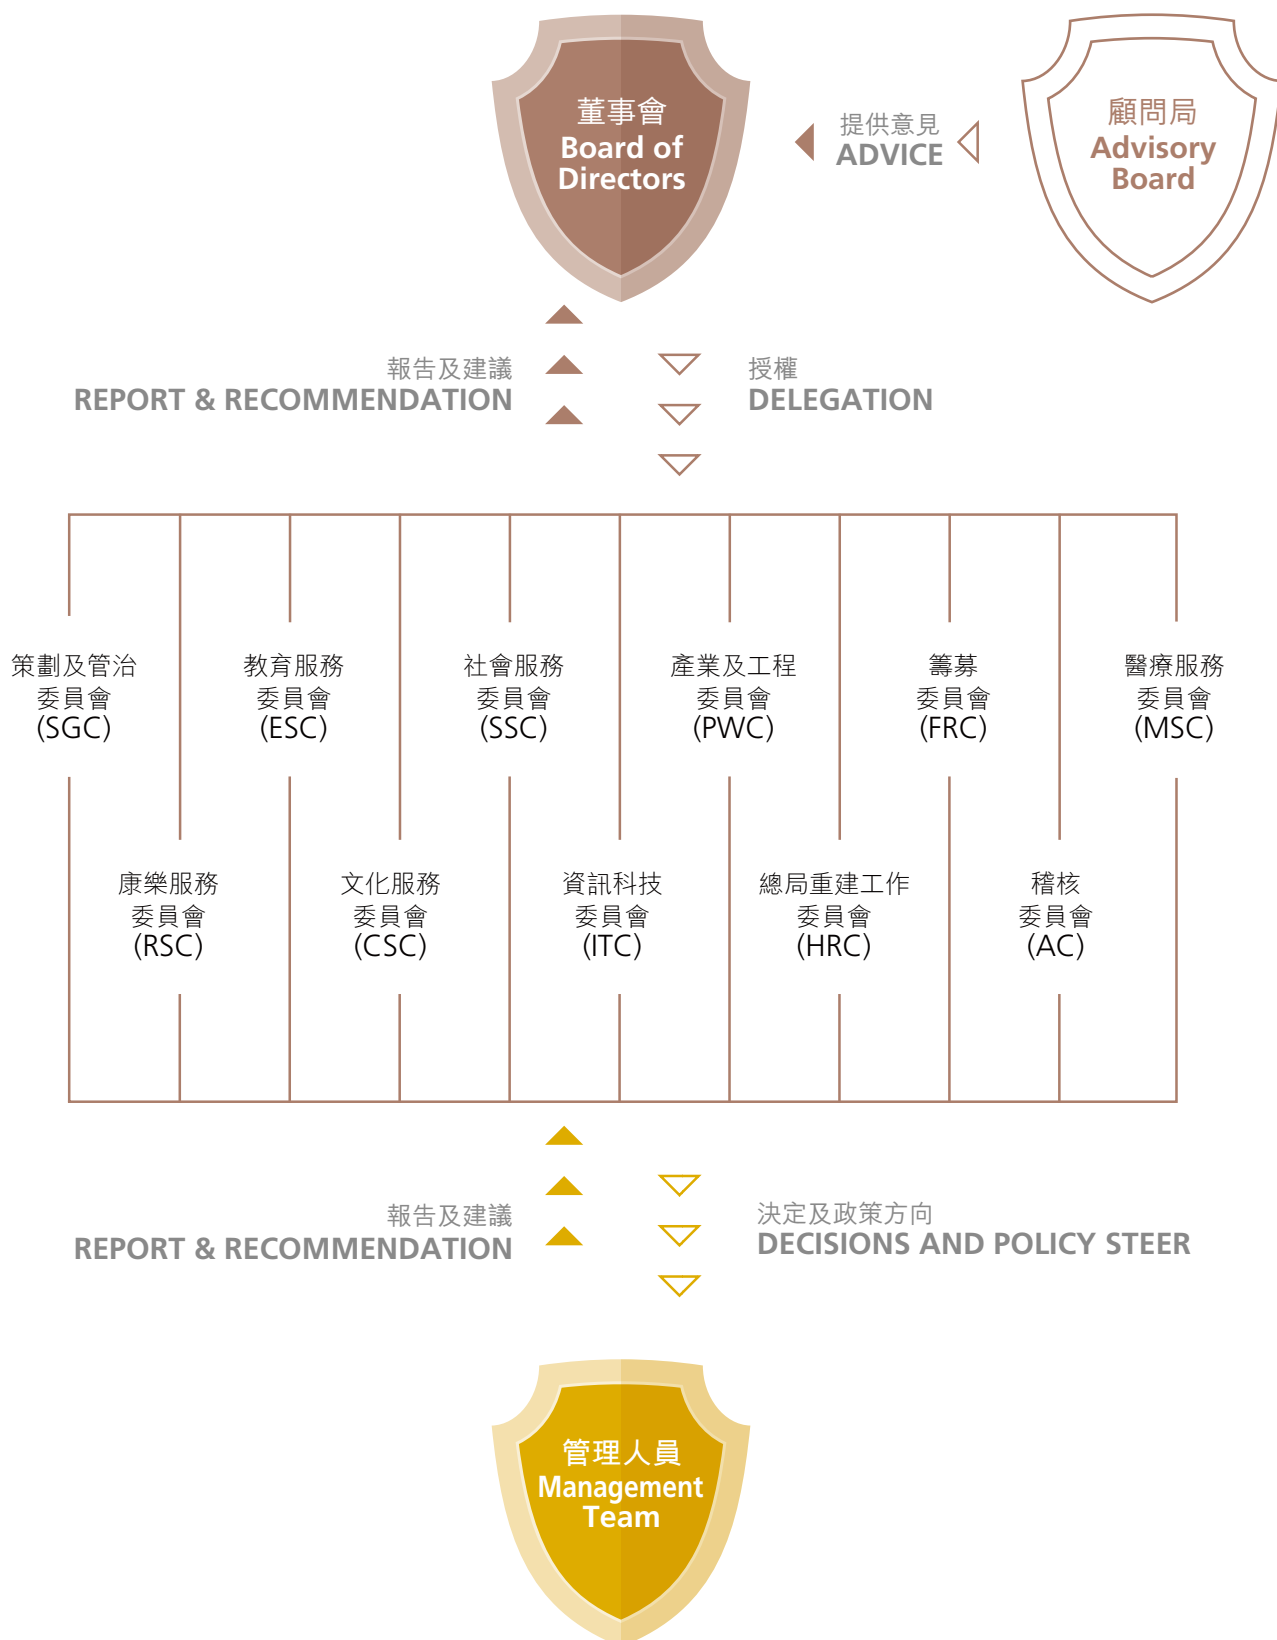 董事會
Board of
Directors
提供意見
ADVICE
顧問局
Advisory
Board
報告及建議
REPORT & RECOMMENDATION
授權
DELEGATION
策劃及管治
委員會
(SGC)
教育服務
委員會
(ESC)
社會服務
委員會
(SSC)
產業及工程
委員會
(PWC)
籌募
委員會
(FRC)
醫療服務
委員會
(MSC)
康樂服務
委員會
(RSC)
文化服務
委員會
(CSC)
資訊科技
委員會
(ITC)
總局重建工作
委員會
(HRC)
稽核
委員會
(AC)
報告及建議
REPORT & RECOMMENDATION
決定及政策方向
DECISIONS AND POLICY STEER
管理人員
Management
Team